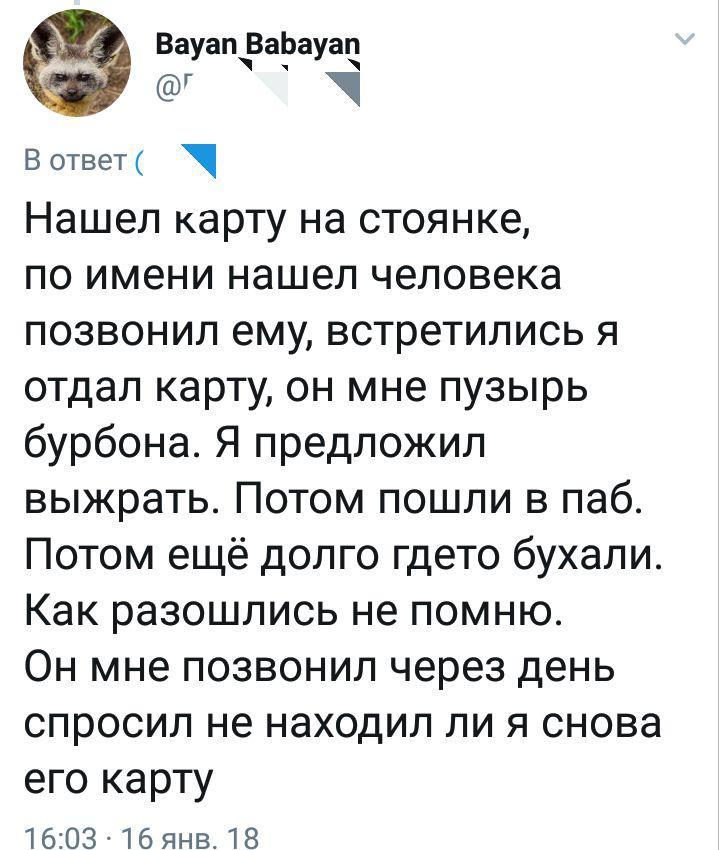 Bayan Babayan
@
В ответ (
Нашел карту на стоянке,
по имени нашел человека
позвонил ему, встретились я
отдал карту, он мне пузырь
бурбона. Я предложил
выжрать. Потом пошли в паб.
Потом ещё долго гдето бухали.
Как разошлись не помню.
Он мне позвонил через день
спросил не находил ли я снова
его карту
16:03 · 16 янв. 18